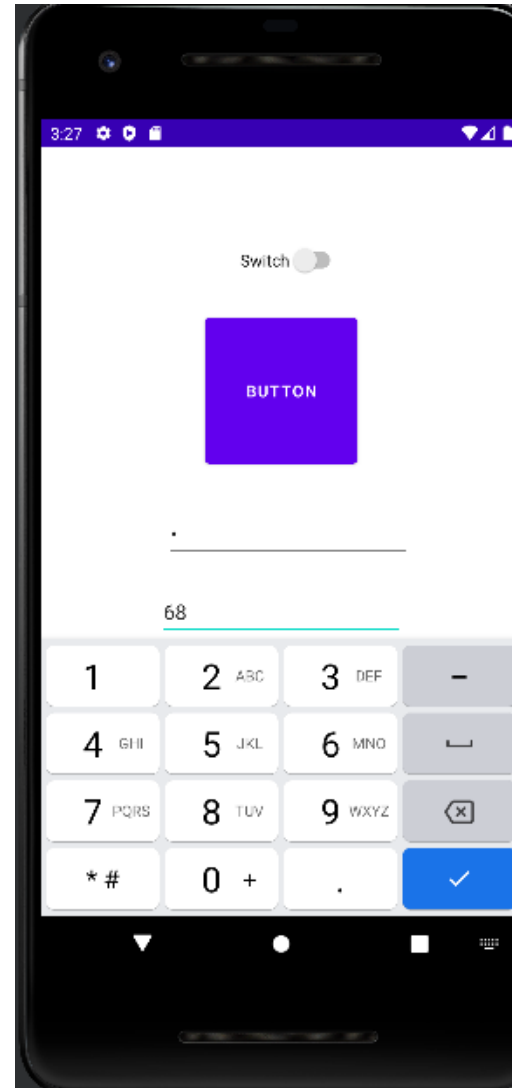 3:27
Switch
BUTTON
.
68
1 2 ABC 3 DEF -
4 GHI 5 JKL 6 MNO
7 PQRS 8 TUV 9 WXYZ
* # 0 + .